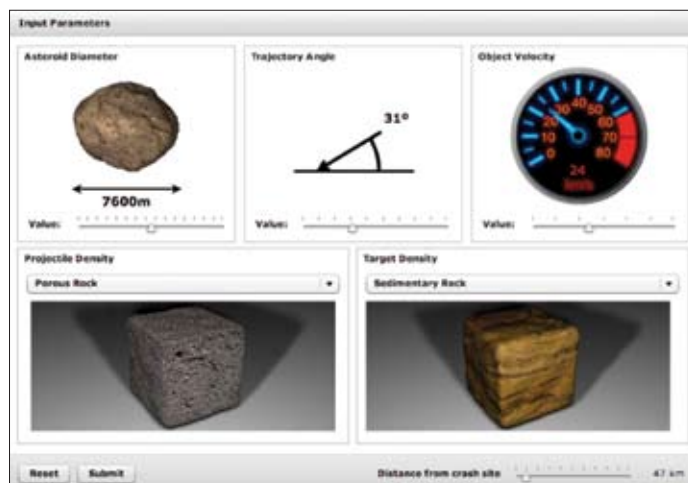 Input Parameters
Asteroid Diameter
7600m
Value:
Trajectory Angle
31º
Value:
Object Velocity
0 10 20 30 40 50 60 70 80
24
km/s
Value:
Projectile Density
Porous Rock
Target Density
Sedimentary Rock
Reset Submit Distance from crash site 47 km